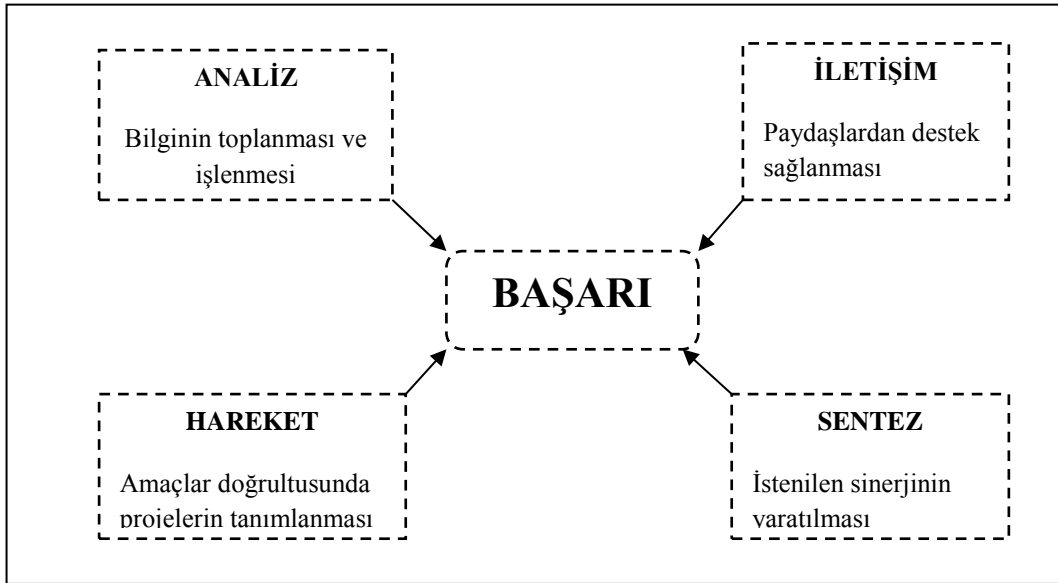 ANALİZ
Bilginin toplanması ve
işlenmesi
İLETİŞİM
Paydaşlardan destek
sağlanması
BAŞARI
HAREKET
Amaçlar doğrultusunda
projelerin tanımlanması
SENTEZ
İstenilen sinerjinin
yaratılması